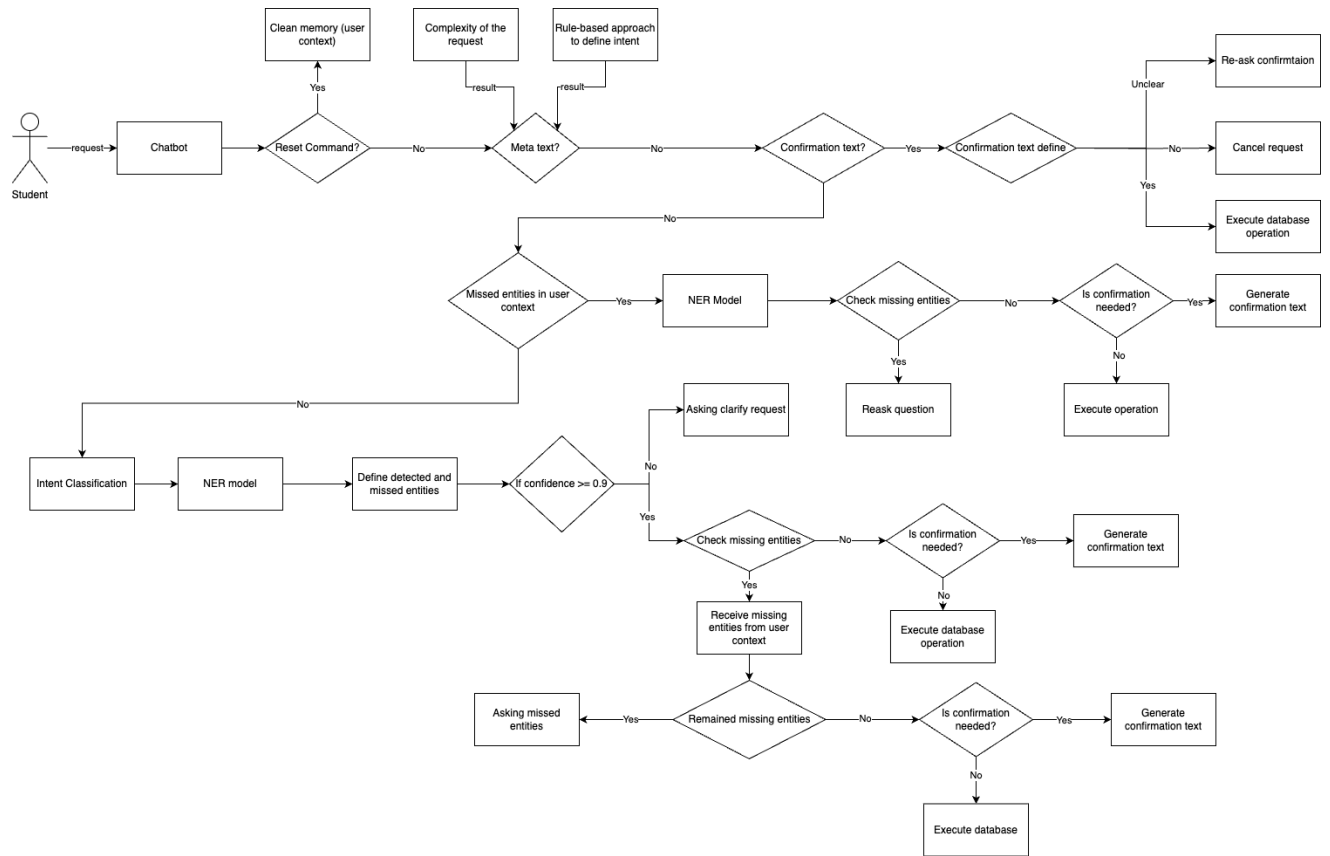 Clean memory (user
context)
Complexity of the
request
Rule-based approach
to define intent
Re-ask confirmtaion
Yes
result
result
Unclear
Student
request
Chatbot
Reset Command?
No
Meta text?
No
Confirmation text?
Yes
Confirmation text define
No
Cancel request
Yes
Execute database
operation
No
Missed entities in user
context
Yes
NER Model
Check missing entities
No
Is confirmation
needed?
Yes
Generate
confirmation text
Yes
No
Reask question
Execute operation
No
Asking clarify request
No
Intent Classification
NER model
Define detected and
missed entities
If confidence >= 0.9
Yes
Check missing entities
No
Is confirmation
needed?
Yes
Generate
confirmation text
Yes
No
Receive missing
entities from user
context
Execute database
operation
Asking missed
entities
Yes
Remained missing entities
No
Is confirmation
needed?
Yes
Generate
confirmation text
No
Execute database